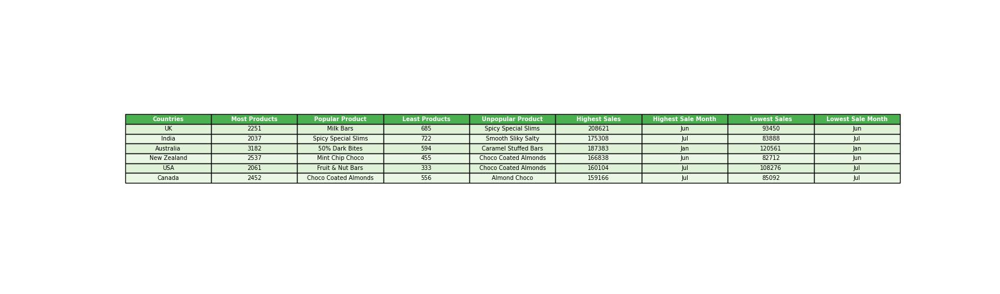 Countries Most Products Popular Product Least Products Unpopular Product Highest Sales Highest Sale Month Lowest Sales Lowest Sale Month
UK 2251 Milk Bars 685 Spicy Special Slims 208621 Jun 93450 Jun
India 2037 Spicy Special Slims 722 Smooth Sliky Salty 175308 Jul 83888 Jul
Australia 3182 50% Dark Bites 594 Caramel Stuffed Bars 187383 Jan 120561 Jan
New Zealand 2537 Mint Chip Choco 455 Choco Coated Almonds 166838 Jun 82712 Jun
USA 2061 Fruit & Nut Bars 333 Choco Coated Almonds 160104 Jul 108276 Jul
Canada 2452 Choco Coated Almonds 556 Almond Choco 159166 Jul 85092 Jul